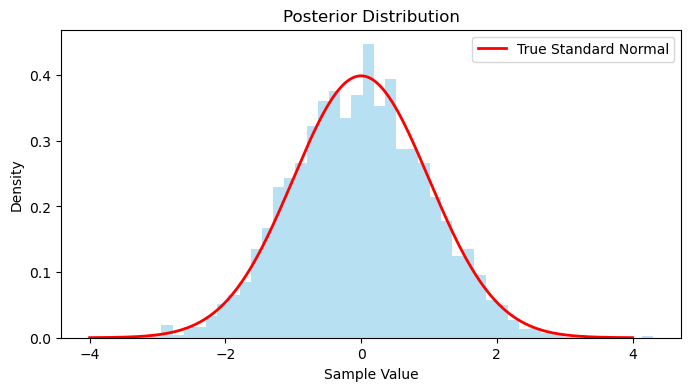 Posterior Distribution
True Standard Normal
Density
0.4
0.3
0.2
0.1
0.0
−4
−2
0
2
4
Sample Value